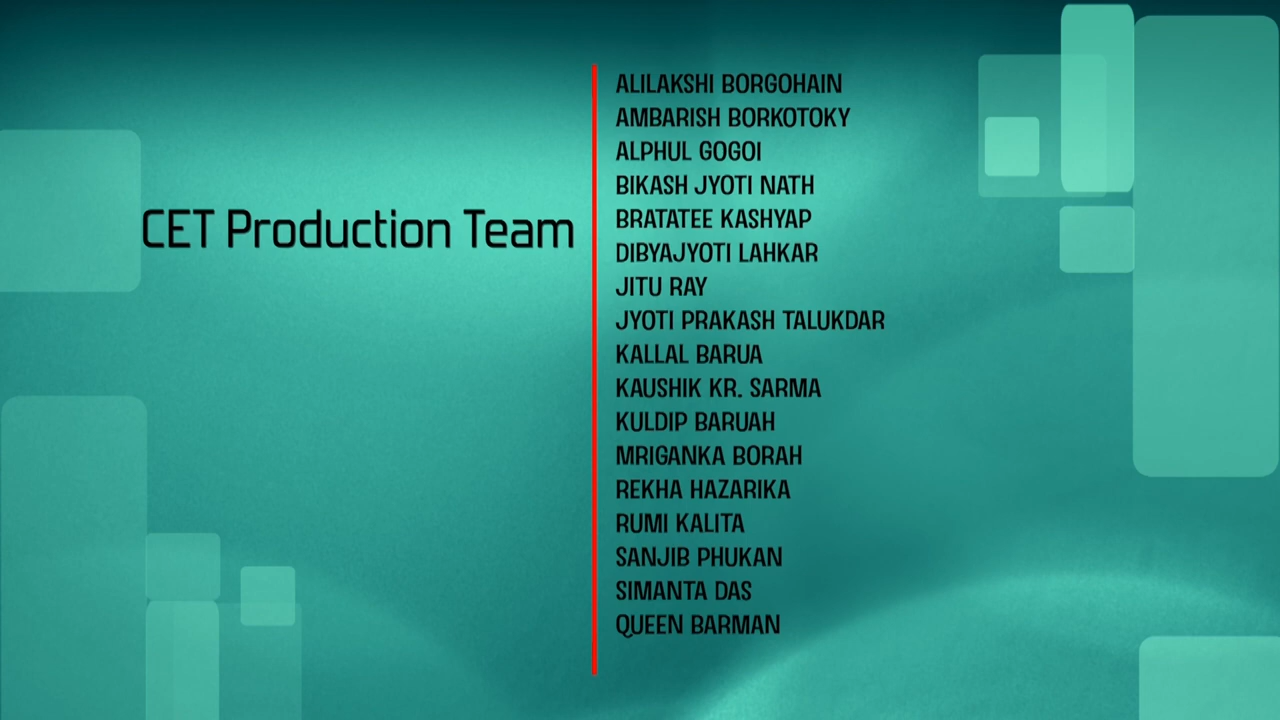 CET Production Team
ALILAKSHI BORGOHAIN
AMBARISH BORKOTOKY
ALPHUL GOGOI
BIKASH JYOTI NATH
BRATATEE KASHYAP
DIBYAJYOTI LAHKAR
JITU RAY
JYOTI PRAKASH TALUKDAR
KALLAL BARUA
KAUSHIK KR. SARMA
KULDIP BARUAH
MRIGANKA BORAH
REKHA HAZARIKA
RUMI KALITA
SANJIB PHUKAN
SIMANTA DAS
QUEEN BARMAN